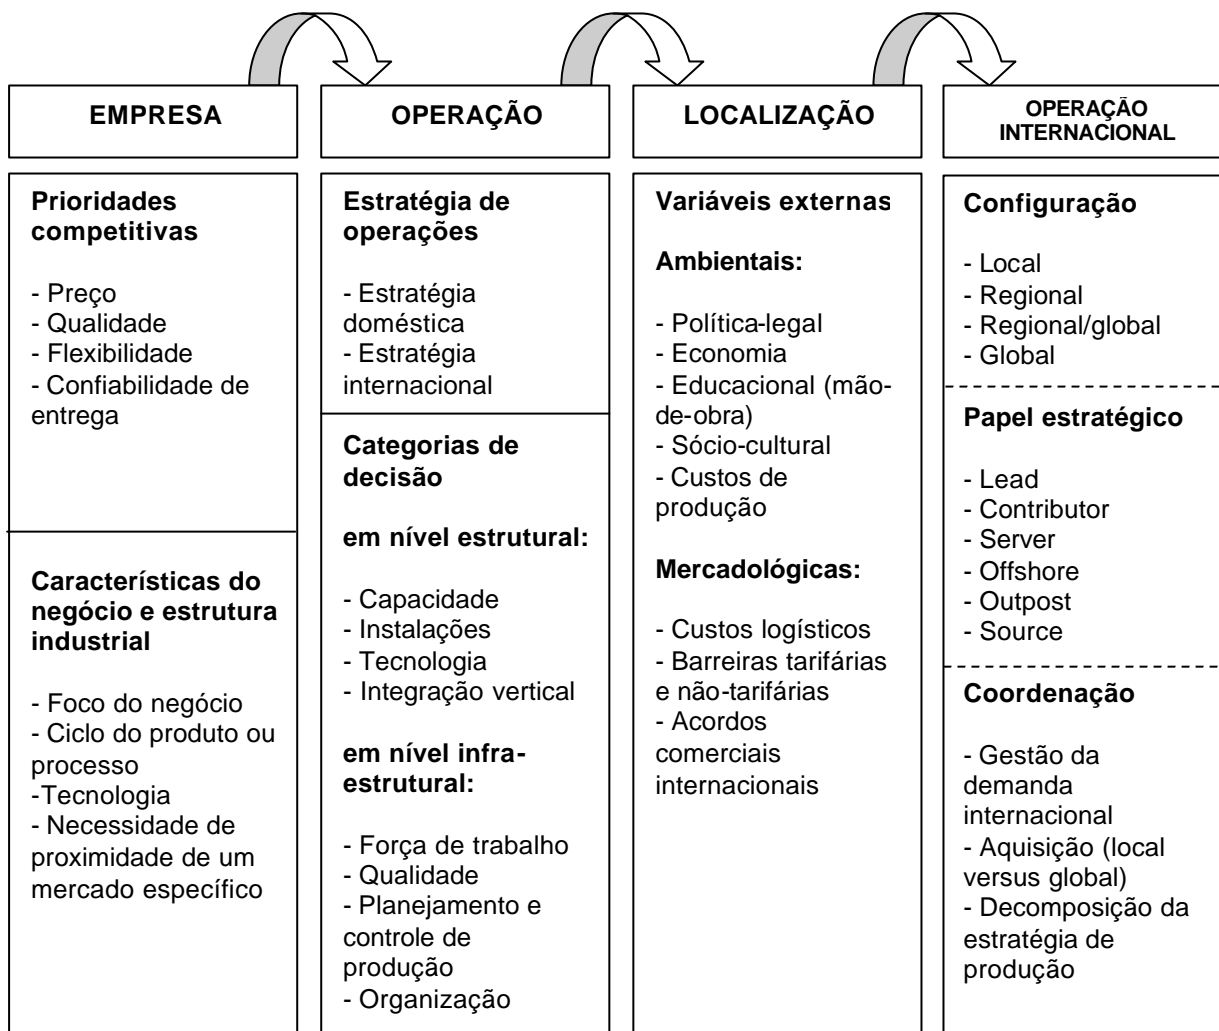 EMPRESA
Prioridades
competitivas
- Preço
- Qualidade
- Flexibilidade
- Confiabilidade de
entrega
Características do
negócio e estrutura
industrial
- Foco do negócio
- Ciclo do produto ou
processo
-Tecnologia
- Necessidade de
proximidade de um
mercado específico
OPERAÇÃO
Estratégia de
operações
- Estratégia
doméstica
- Estratégia
internacional
Categorias de
decisão
em nível estrutural:
- Capacidade
- Instalações
- Tecnologia
- Integração vertical
em nível infra-
estrutural:
- Força de trabalho
- Qualidade
- Planejamento e
controle de
produção
- Organização
LOCALIZAÇÃO
Variáveis externas
Ambientais:
- Política-legal
- Economia
- Educacional (mão-
de-obra)
- Sócio-cultural
- Custos de
produção
Mercadológicas:
- Custos logísticos
- Barreiras tarifárias
e não-tarifárias
- Acordos
comerciais
internacionais
OPERAÇÃO
INTERNACIONAL
Configuração
- Local
- Regional
- Regional/global
- Global
Papel estratégico
- Lead
- Contributor
- Server
- Offshore
- Outpost
- Source
Coordenação
- Gestão da
demanda
internacional
- Aquisição (local
versus global)
- Decomposição da
estratégia de
produção